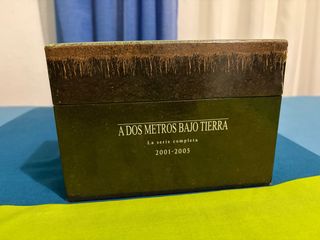 A DOS METROS BAJO TIERRA
La serie completa
2001-2005